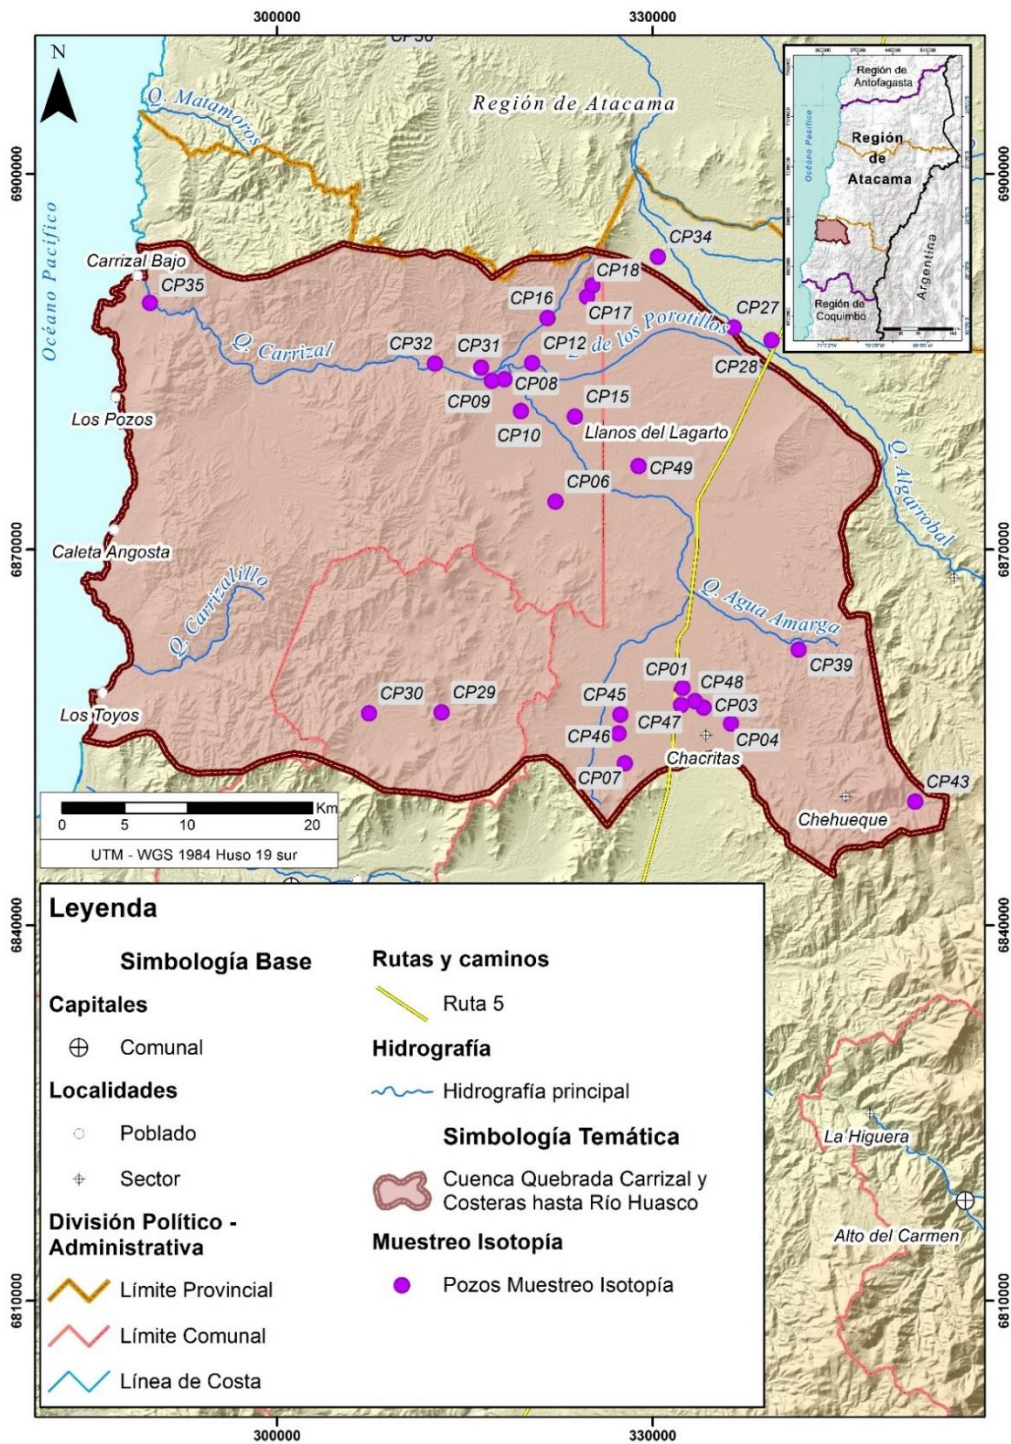 300000
330000
N
CP36
Q. Matamoros
Región de Atacama
6900000
6900000
Océano Pacífico
Región de
Antofagasta
Océano Pacífico
Región
de
Atacama
Argentina
Región de
Coquimbo
Carrizal Bajo
CP35
CP34
CP18
CP16
CP17
CP27
Q. Carrizal
CP32
CP31
CP12
de los Porotillos
CP28
CP08
CP09
CP15
CP10
Los Pozos
Llanos del Lagarto
CP49
CP06
Q. Algarrobal
Caleta Angosta
6870000
6870000
Q. Carrizalillo
Q. Agua Amarga
CP39
CP01
CP48
CP30
CP29
CP45
CP47
CP03
Los Toyos
CP46
CP04
CP07
Chacritas
CP43
Chehueque
Km
0 5 10 20
UTM - WGS 1984 Huso 19 sur
6840000
6840000
Leyenda
Simbología Base
Capitales
Comunal
Localidades
Poblado
Sector
División Político -
Administrativa
Límite Provincial
Límite Comunal
Línea de Costa
Rutas y caminos
Ruta 5
Hidrografía
Hidrografía principal
Simbología Temática
Cuenca Quebrada Carrizal y
Costeras hasta Río Huasco
Muestreo Isotopía
Pozos Muestreo Isotopía
La Higuera
Alto del Carmen
6810000
6810000
300000
330000